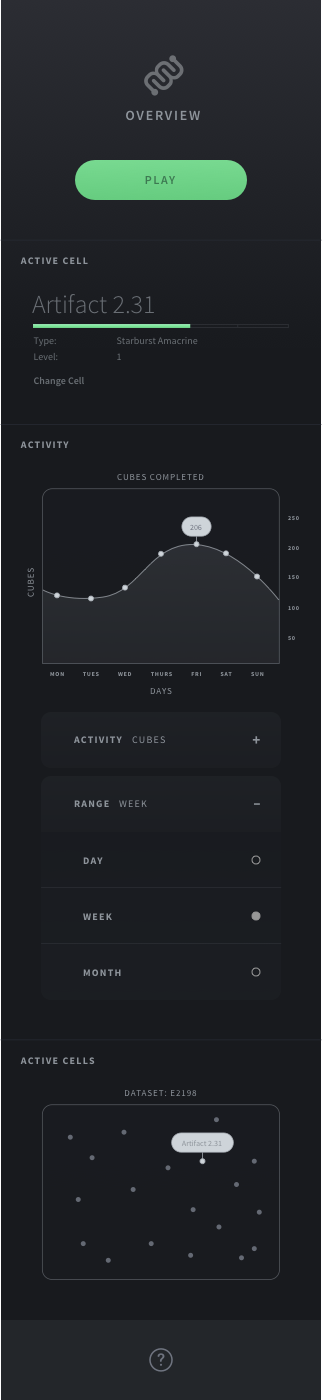 OVERVIEW
PLAY
ACTIVE CELL
Artifact 2.31
Type: Starburst Amacrine
Level: 1
Change Cell
ACTIVITY
CUBES COMPLETED
250
206
200
150
CUBES
100
50
MON TUES WED THURS FRI SAT SUN
DAYS
ACTIVITY CUBES +
RANGE WEEK –
DAY
WEEK
MONTH
ACTIVE CELLS
DATASET: E2198
Artifact 2.31
?